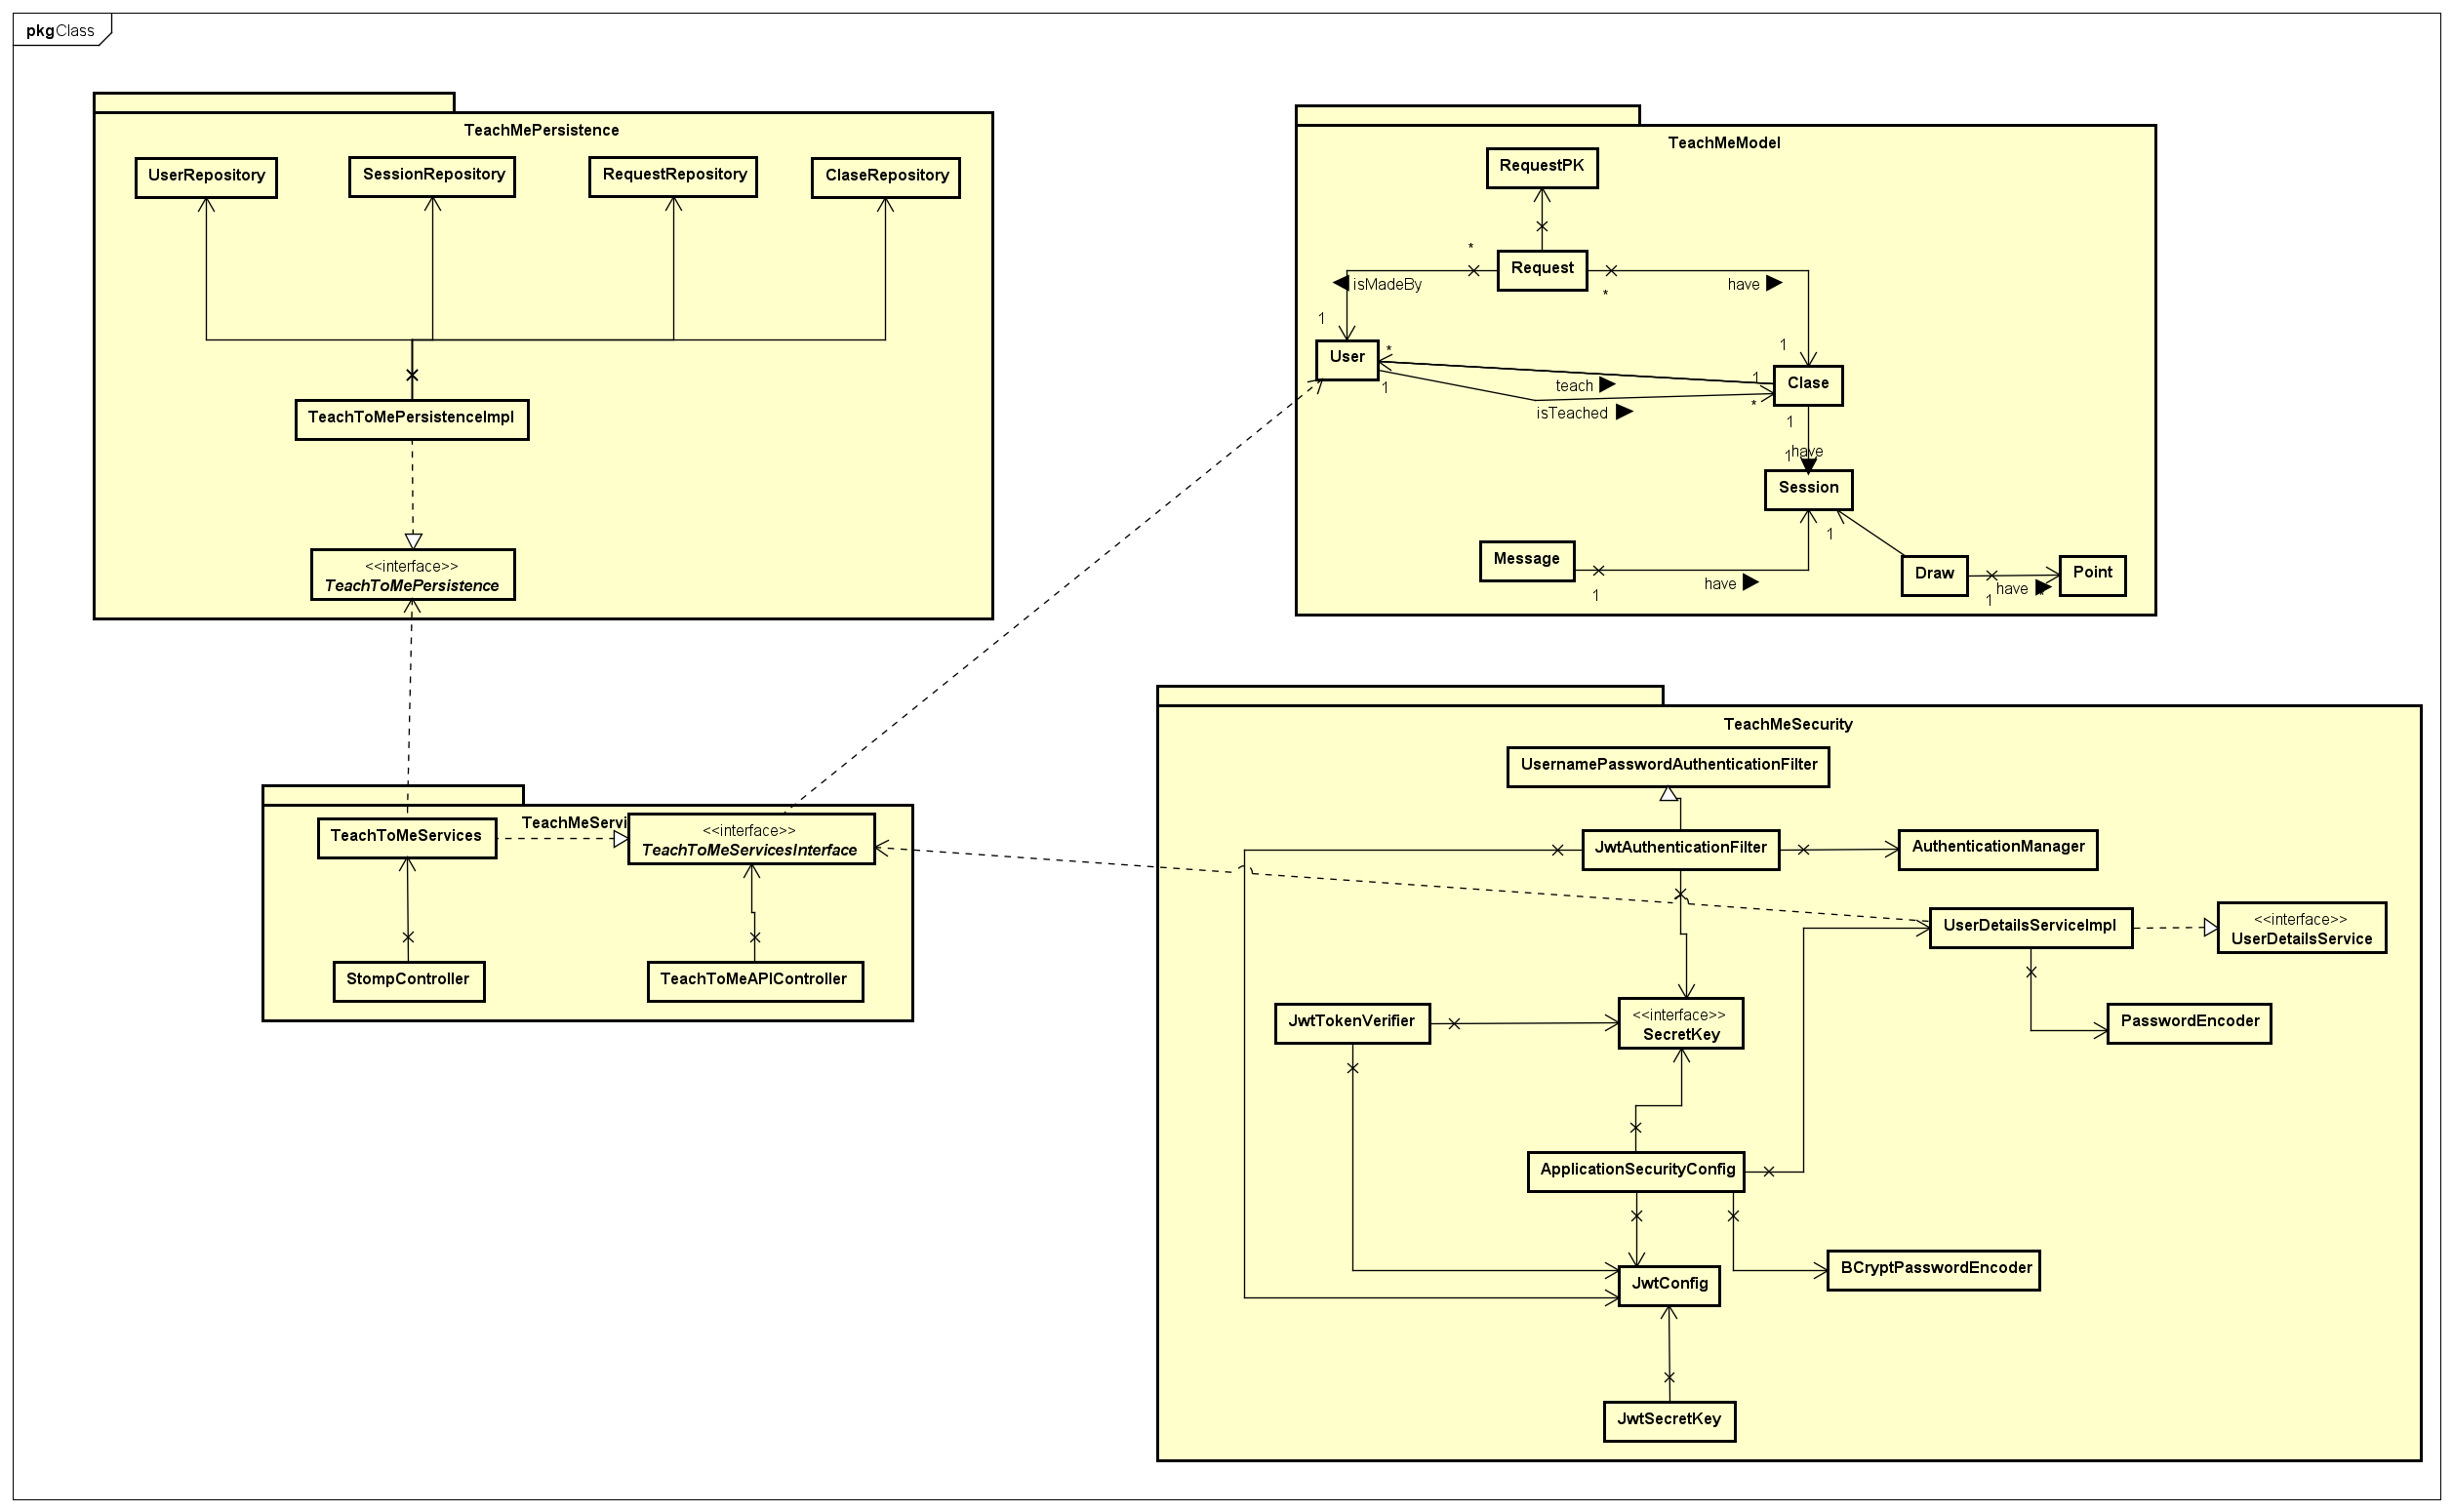 pkgClass
TeachMePersistence
UserRepository
SessionRepository
RequestRepository
ClaseRepository
TeachToMePersistenceImpl
<<interface>>
TeachToMePersistence
TeachMeModel
RequestPK
*
Request
*
isMadeBy
have
1
1
User
*
1
teach
1
Clase
*
isTeached
1
have
1
Session
1
Message
have
1
Draw
Point
have
*
1
TeachMeServi
TeachToMeServices
<<interface>>
TeachToMeServicesInterface
StompController
TeachToMeAPIController
TeachMeSecurity
UsernamePasswordAuthenticationFilter
JwtAuthenticationFilter
AuthenticationManager
UserDetailsServiceImpl
<<interface>>
UserDetailsService
JwtTokenVerifier
<<interface>>
SecretKey
PasswordEncoder
ApplicationSecurityConfig
BCryptPasswordEncoder
JwtConfig
JwtSecretKey